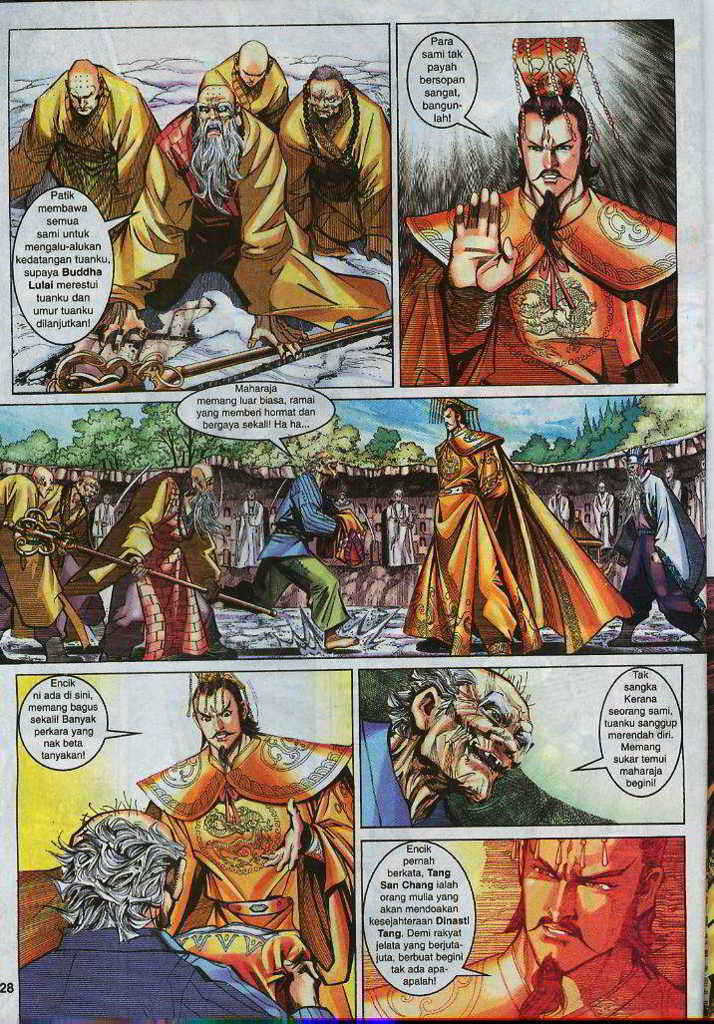 Patik
membawa
semua
sami untuk
mengalu-alukan
kedatangan tuanku,
supaya Buddha
Lulai merestui
tuanku dan
umur tuanku
dilanjutkan!
Para
sami tak
payah
bersopan
sangat,
bangun-
lah!
Maharaja
memang luar biasa, ramai
yang memberi hormat dan
bergaya sekali! Ha ha...
Encik
ni ada di sini,
memang bagus
sekali! Banyak
perkara yang
nak beta
tanyakan!
Tak
sangka
Kerana
seorang sami,
tuanku sanggup
merendah diri.
Memang
sukar temui
maharaja
begini!
Encik
pernah
berkata, Tang
San Chang ialah
orang mulia yang
akan mendoakan
kesejahteraan Dinasti
Tang. Demi rakyat
jelata yang berjuta-
juta, berbuat begini
tak ada apa-
apalah!
28